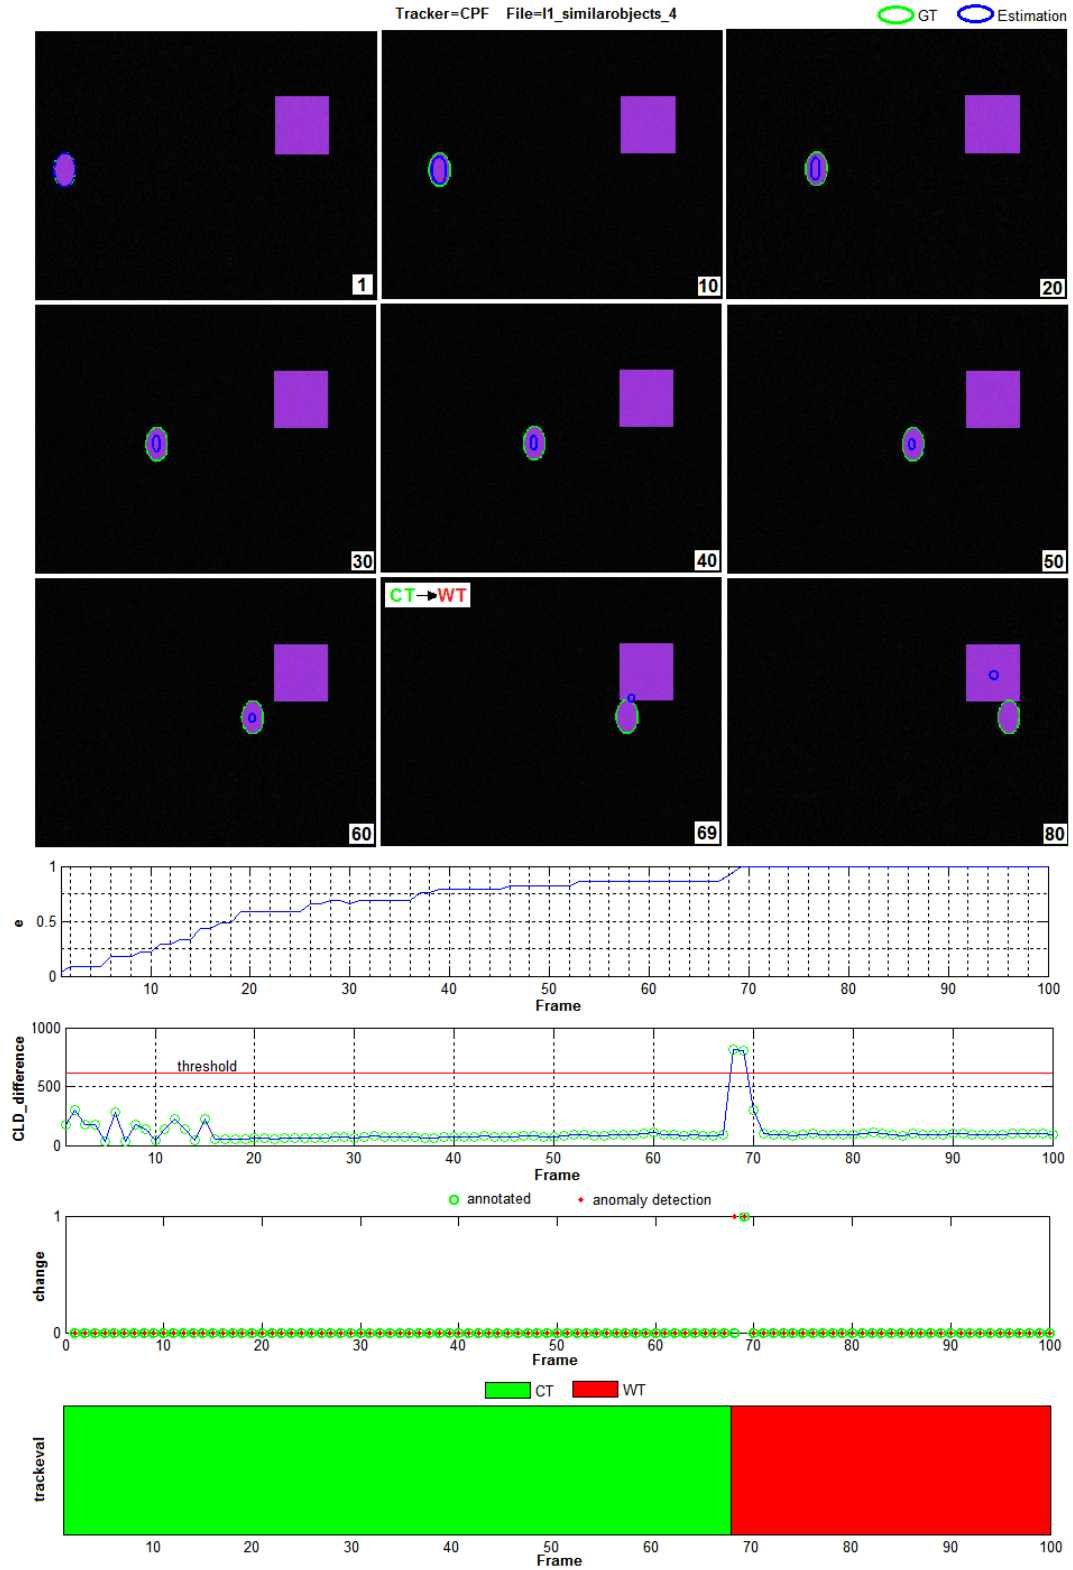 Tracker=CPF File=I1_similarobjects_4
GT Estimation
1
10
20
30
40
50
60
CT→WT
69
80
1
0.5
0
e
10 20 30 40 50 60 70 80 90 100
Frame
1000
500
0
CLD_difference
threshold
10 20 30 40 50 60 70 80 90 100
Frame
annotated anomaly detection
1
0
change
0 10 20 30 40 50 60 70 80 90 100
Frame
CT WT
trackeval
10 20 30 40 50 60 70 80 90 100
Frame